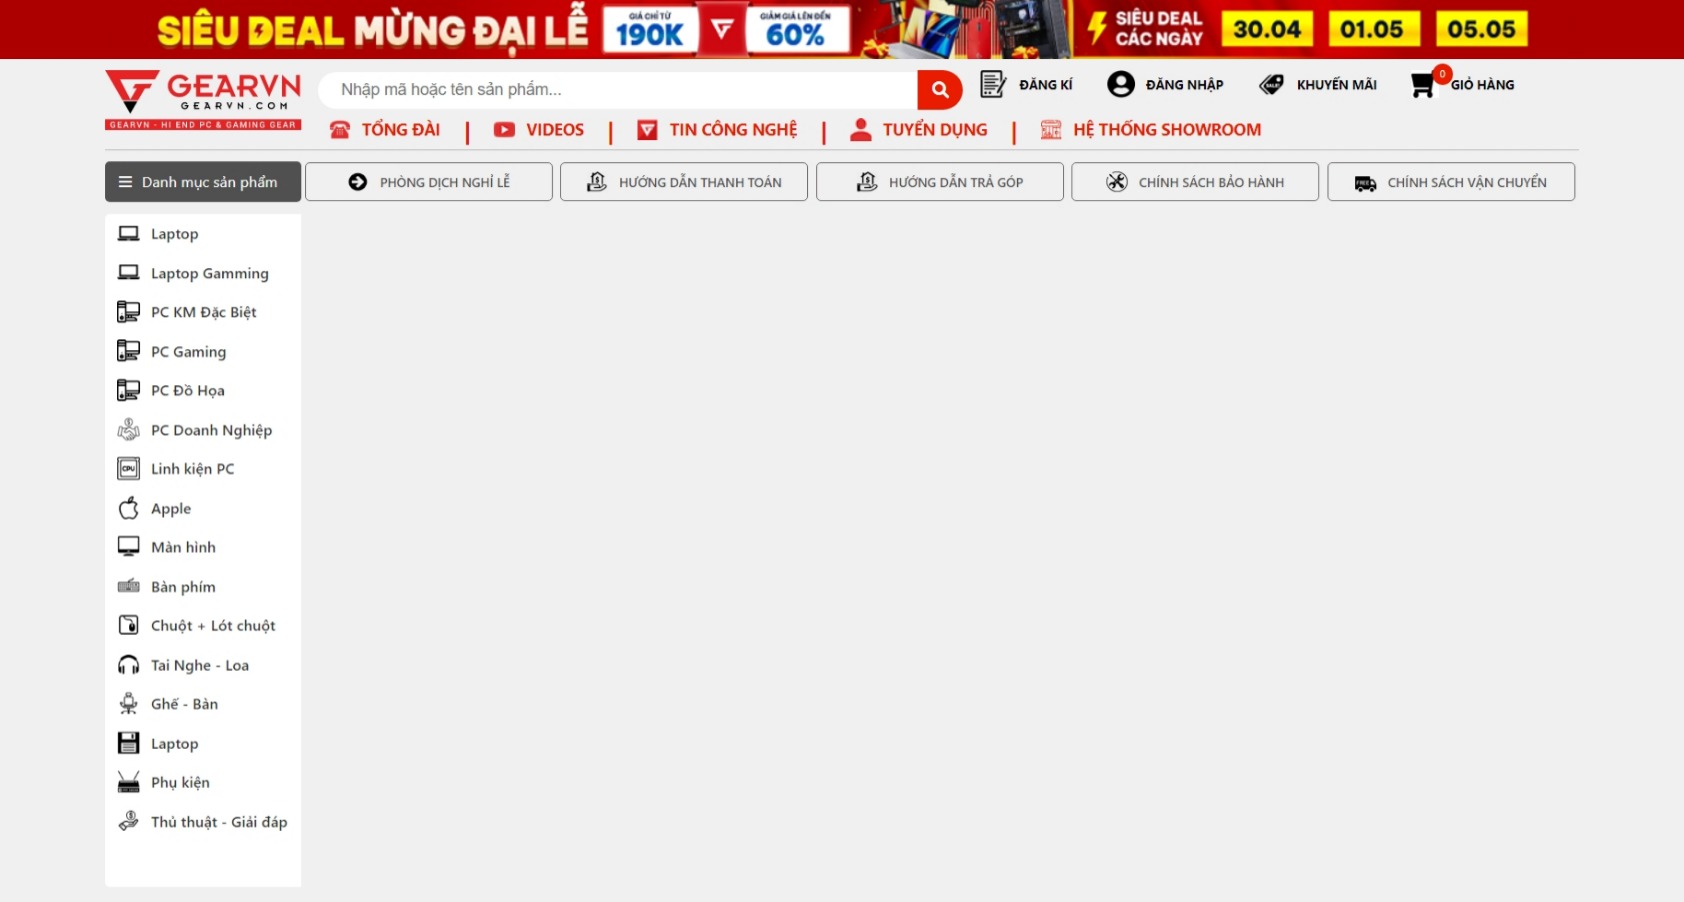 SIÊU DEAL MỪNG ĐẠI LỄ
GIÁ CHỈ TỪ
190K
GIẢM GIÁ LÊN ĐẾN
60%
SIÊU DEAL
CÁC NGÀY
30.04
01.05
05.05
GEARVN
GEARVN.COM
GEARVN - HI END PC & GAMING GEAR
Nhập mã hoặc tên sản phẩm...
ĐĂNG KÍ
ĐĂNG NHẬP
SALE
KHUYẾN MÃI
0
GIỎ HÀNG
TỔNG ĐÀI
VIDEOS
TIN CÔNG NGHỆ
TUYỂN DỤNG
HỆ THỐNG SHOWROOM
Danh mục sản phẩm
PHÒNG DỊCH NGHỈ LỄ
HƯỚNG DẪN THANH TOÁN
HƯỚNG DẪN TRẢ GÓP
CHÍNH SÁCH BẢO HÀNH
FREE
CHÍNH SÁCH VẬN CHUYỂN
Laptop
Laptop Gamming
PC KM Đặc Biệt
PC Gaming
PC Đồ Họa
PC Doanh Nghiệp
CPU
Linh kiện PC
Apple
Màn hình
Bàn phím
Chuột + Lót chuột
Tai Nghe - Loa
Ghế - Bàn
Laptop
Phụ kiện
Thủ thuật - Giải đáp